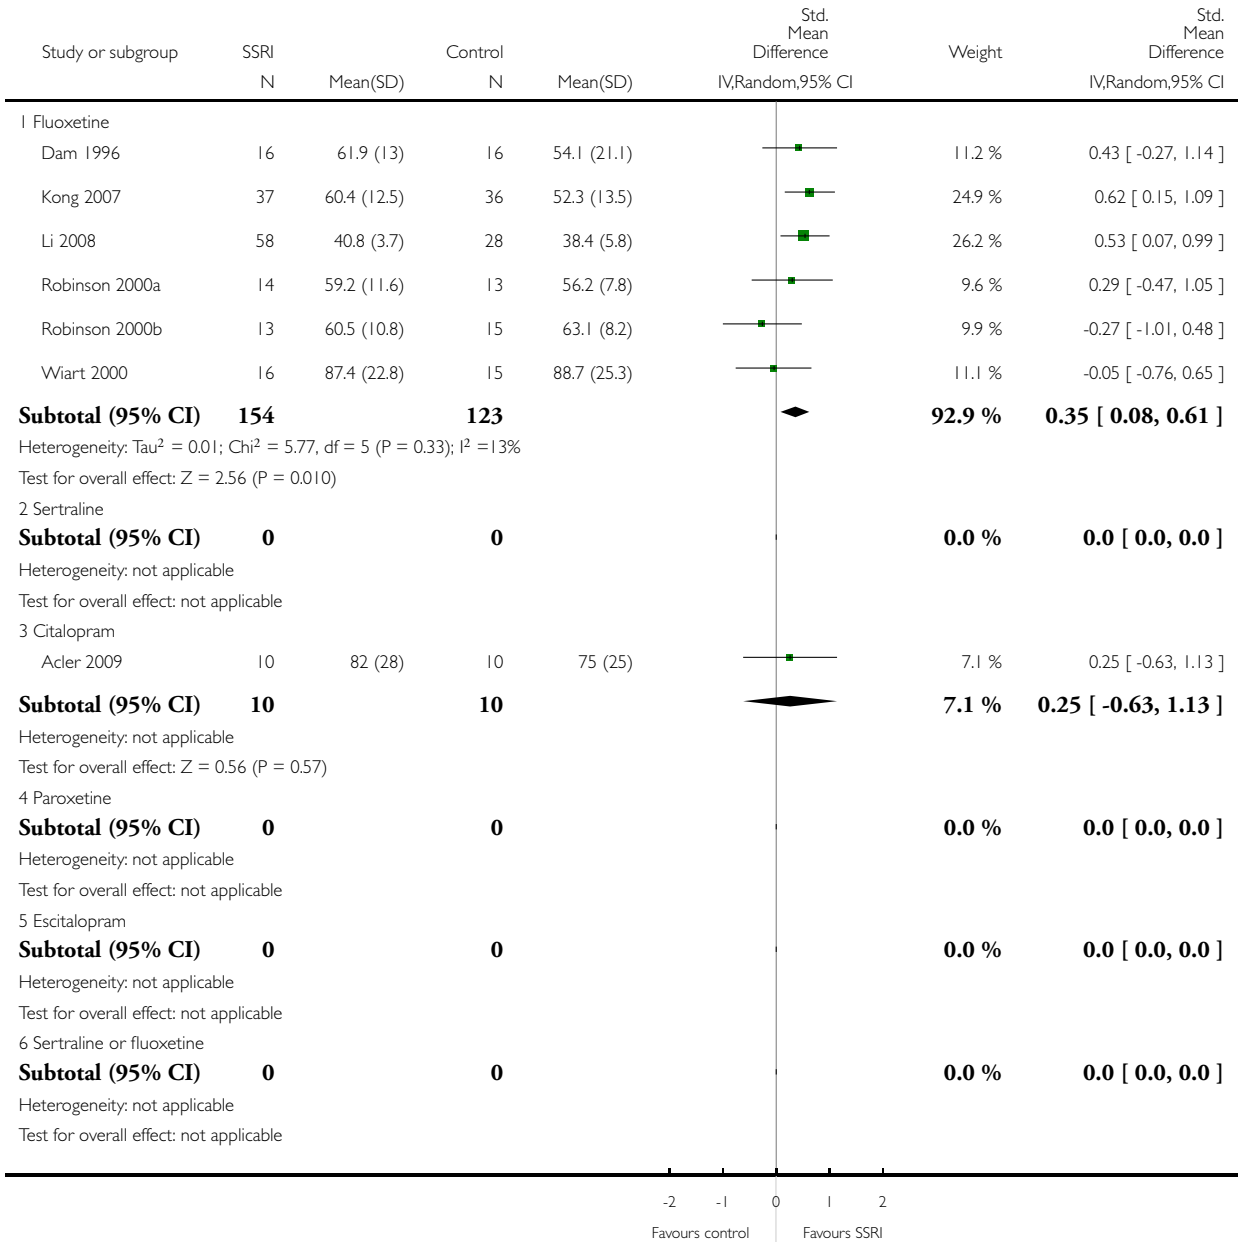 Std. Std.
Mean Mean
Study or subgroup SSRI Control Difference Weight Difference
N Mean(SD) N Mean(SD) IV,Random,95% CI IV,Random,95% CI
1 Fluoxetine
Dam 1996 16 61.9 (13) 16 54.1 (21.1) 11.2 % 0.43 [ -0.27, 1.14 ]
Kong 2007 37 60.4 (12.5) 36 52.3 (13.5) 24.9 % 0.62 [ 0.15, 1.09 ]
Li 2008 58 40.8 (3.7) 28 38.4 (5.8) 26.2 % 0.53 [ 0.07, 0.99 ]
Robinson 2000a 14 59.2 (11.6) 13 56.2 (7.8) 9.6 % 0.29 [ -0.47, 1.05 ]
Robinson 2000b 13 60.5 (10.8) 15 63.1 (8.2) 9.9 % -0.27 [ -1.01, 0.48 ]
Wiart 2000 16 87.4 (22.8) 15 88.7 (25.3) 11.1 % -0.05 [ -0.76, 0.65 ]
Subtotal (95% CI) 154 123 92.9 % 0.35 [ 0.08, 0.61 ]
Heterogeneity: Tau² = 0.01; Chi² = 5.77, df = 5 (P = 0.33); I² =13%
Test for overall effect: Z = 2.56 (P = 0.010)
2 Sertraline
Subtotal (95% CI) 0 0 0.0 % 0.0 [ 0.0, 0.0 ]
Heterogeneity: not applicable
Test for overall effect: not applicable
3 Citalopram
Acler 2009 10 82 (28) 10 75 (25) 7.1 % 0.25 [ -0.63, 1.13 ]
Subtotal (95% CI) 10 10 7.1 % 0.25 [ -0.63, 1.13 ]
Heterogeneity: not applicable
Test for overall effect: Z = 0.56 (P = 0.57)
4 Paroxetine
Subtotal (95% CI) 0 0 0.0 % 0.0 [ 0.0, 0.0 ]
Heterogeneity: not applicable
Test for overall effect: not applicable
5 Escitalopram
Subtotal (95% CI) 0 0 0.0 % 0.0 [ 0.0, 0.0 ]
Heterogeneity: not applicable
Test for overall effect: not applicable
6 Sertraline or fluoxetine
Subtotal (95% CI) 0 0 0.0 % 0.0 [ 0.0, 0.0 ]
Heterogeneity: not applicable
Test for overall effect: not applicable
-2 -1 0 1 2
Favours control Favours SSRI